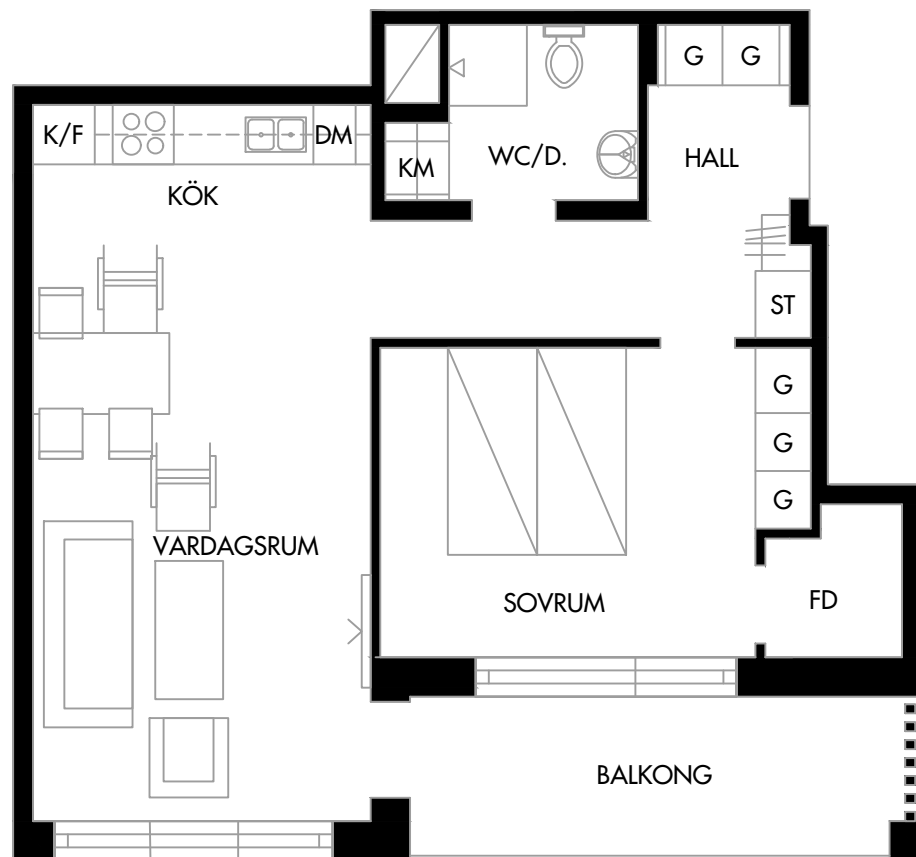 G G
K/F DM
KM
WC/D.
HALL
KÖK
ST
G
G
G
VARDAGSRUM
SOVRUM
FD
BALKONG